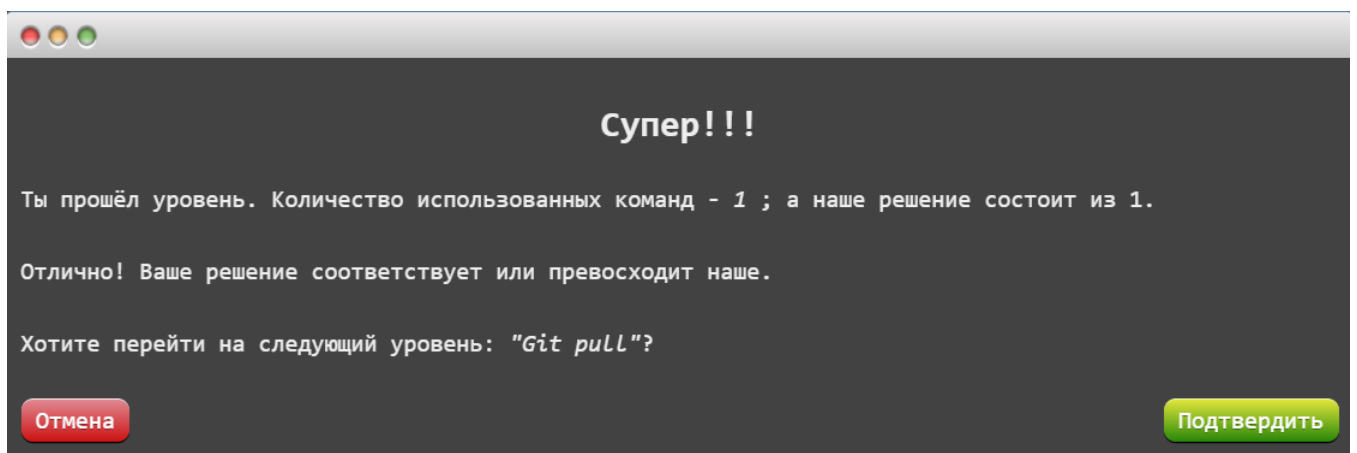 Супер!!!
Ты прошёл уровень. Количество использованных команд - 1 ; а наше решение состоит из 1.
Отлично! Ваше решение соответствует или превосходит наше.
Хотите перейти на следующий уровень: "Git pull"?
Отмена
Подтвердить